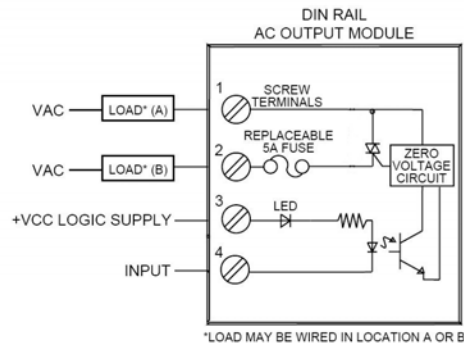 DIN RAIL
AC OUTPUT MODULE
1
SCREW
TERMINALS
VAC
LOAD* (A)
REPLACEABLE
5A FUSE
2
VAC
LOAD* (B)
ZERO
VOLTAGE
CIRCUIT
3
LED
+VCC LOGIC SUPPLY
4
INPUT
*LOAD MAY BE WIRED IN LOCATION A OR B